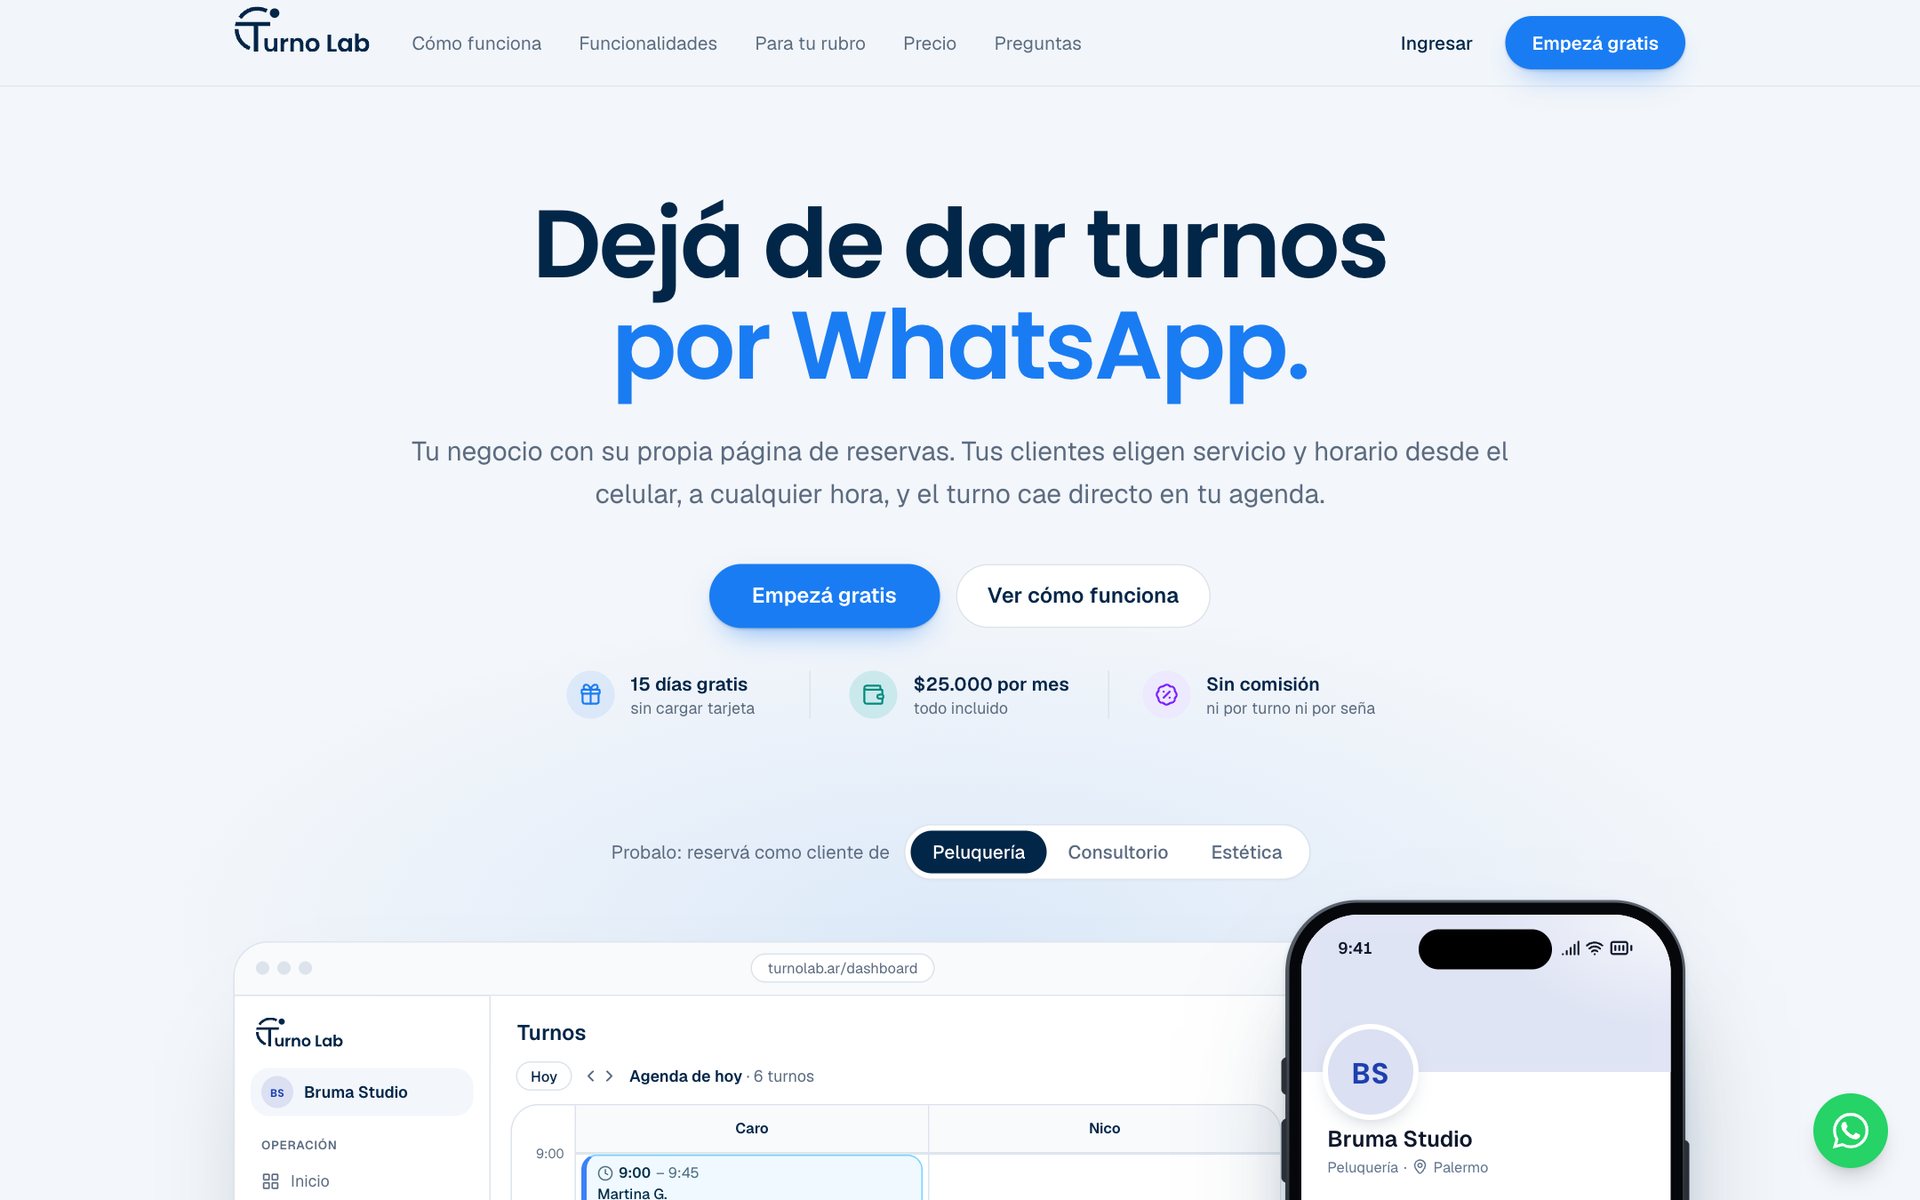 Turno Lab
Cómo funciona
Funcionalidades
Para tu rubro
Precio
Preguntas
Ingresar
Empezá gratis
Dejá de dar turnos
por WhatsApp.
Tu negocio con su propia página de reservas. Tus clientes eligen servicio y horario desde el
celular, a cualquier hora, y el turno cae directo en tu agenda.
Empezá gratis
Ver cómo funciona
15 días gratis
sin cargar tarjeta
$25.000 por mes
todo incluido
Sin comisión
ni por turno ni por seña
Probalo: reservá como cliente de
Peluquería
Consultorio
Estética
turnolab.ar/dashboard
Turno Lab
BS
Bruma Studio
OPERACIÓN
Inicio
Turnos
Hoy
Agenda de hoy · 6 turnos
Caro
Nico
9:00
9:00 – 9:45
Martina G.
9:41
BS
Bruma Studio
Peluquería · Palermo